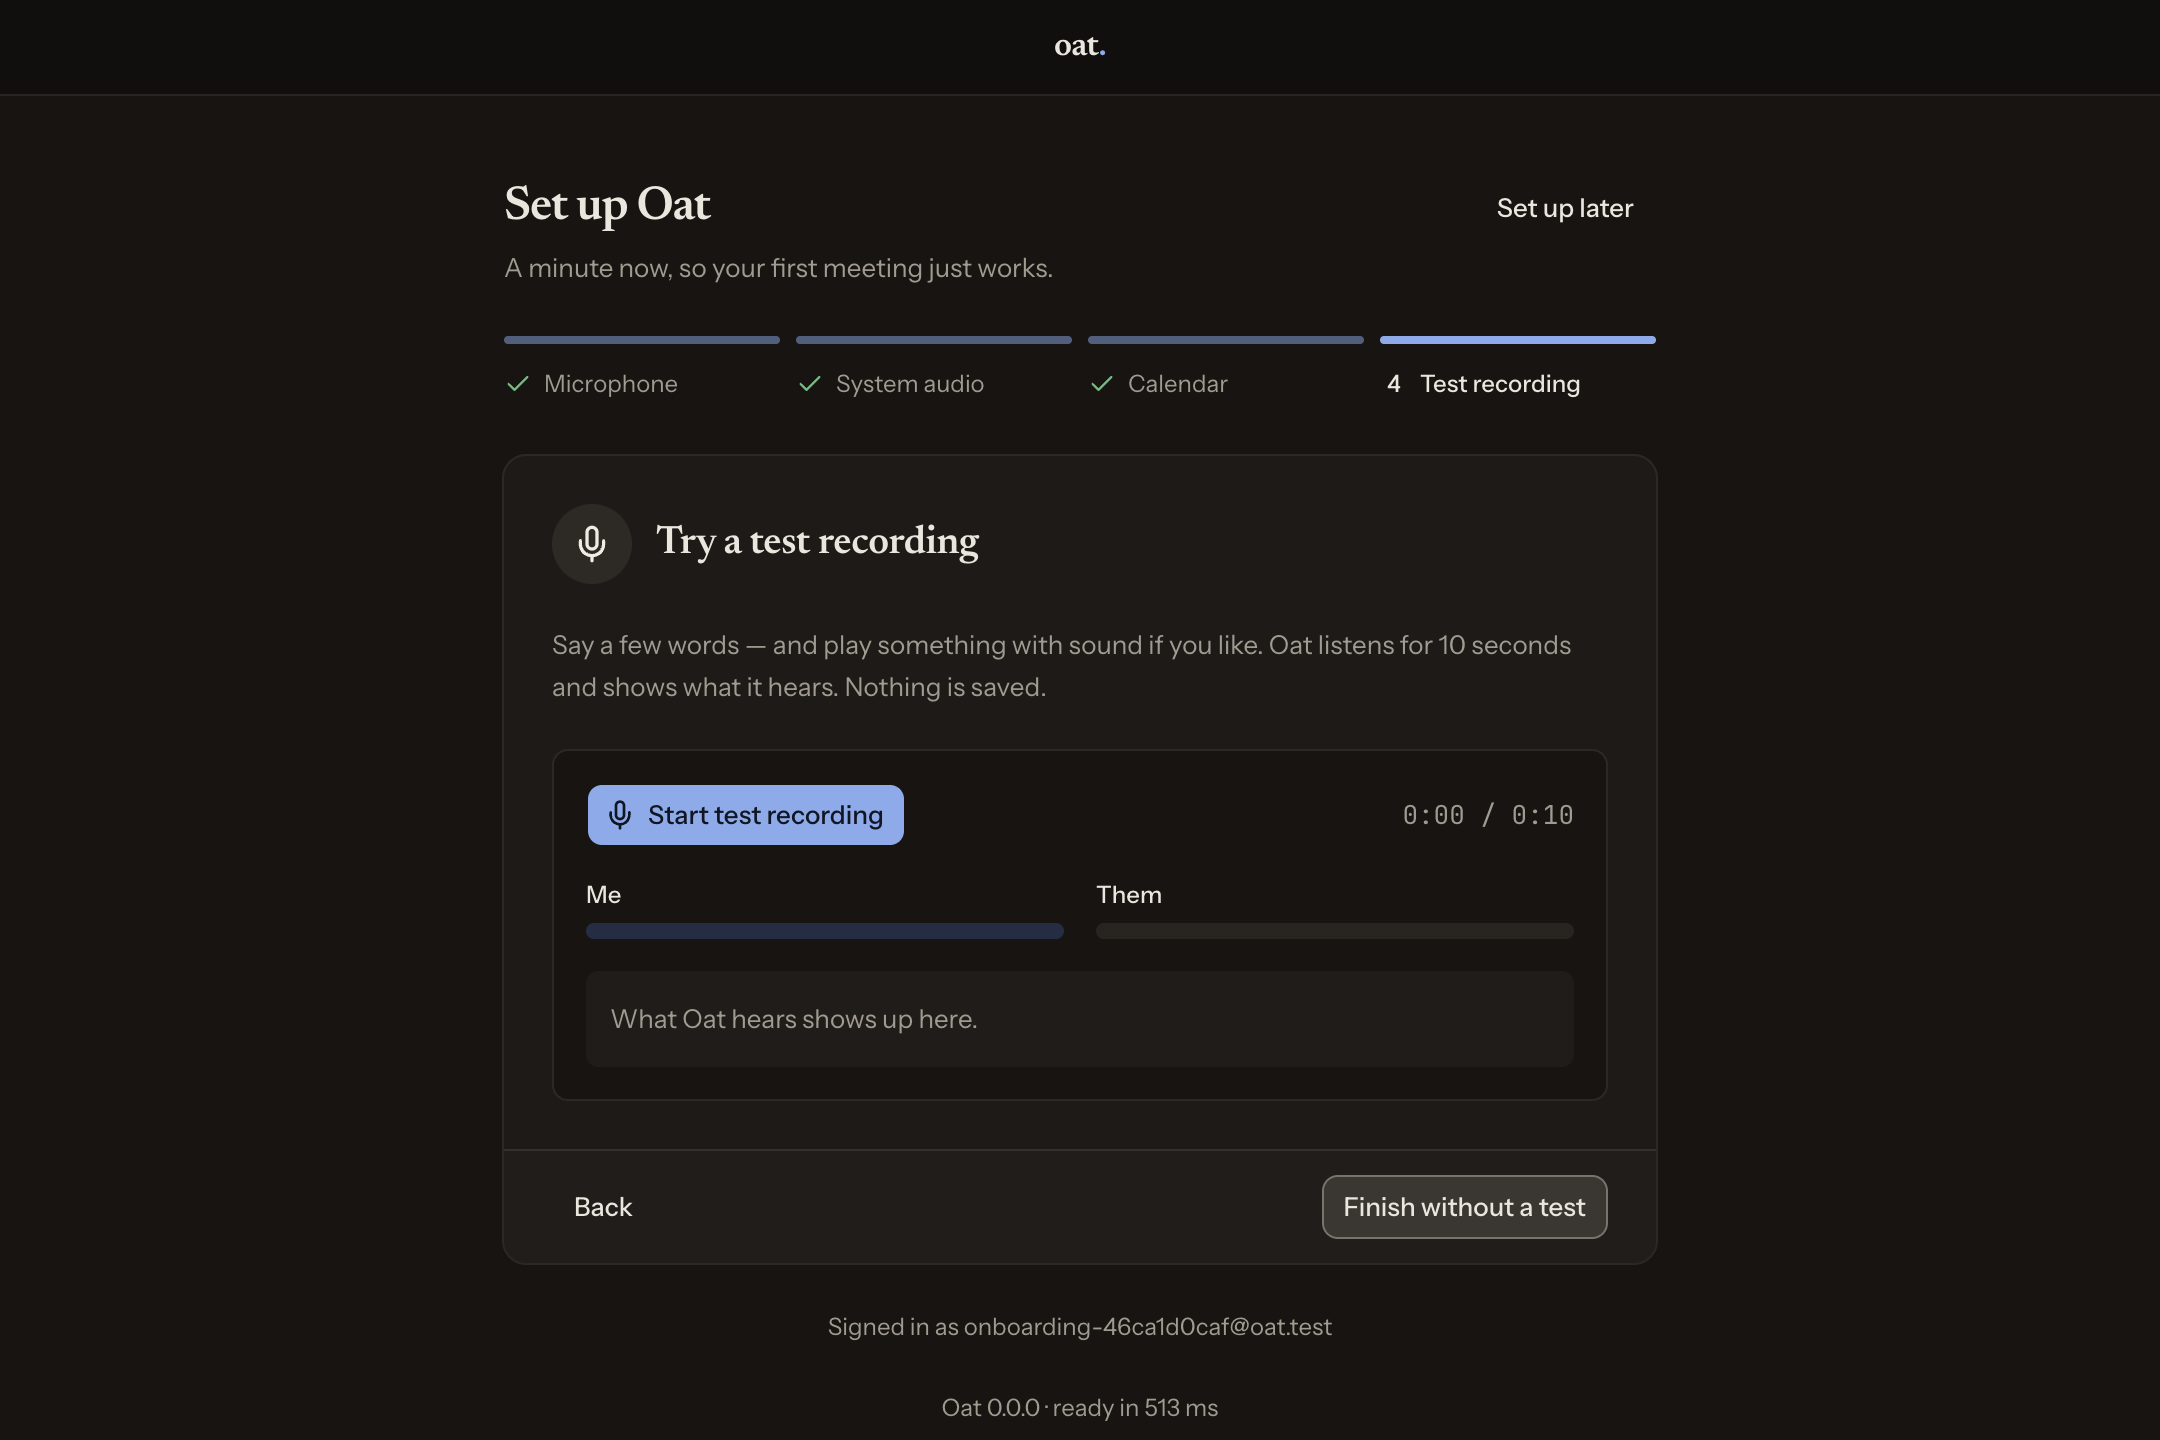 oat.
Set up Oat
Set up later
A minute now, so your first meeting just works.
Microphone
System audio
Calendar
4 Test recording
Try a test recording
Say a few words — and play something with sound if you like. Oat listens for 10 seconds
and shows what it hears. Nothing is saved.
Start test recording
0:00 / 0:10
Me
Them
What Oat hears shows up here.
Back
Finish without a test
Signed in as onboarding-46ca1d0caf@oat.test
Oat 0.0.0 · ready in 513 ms